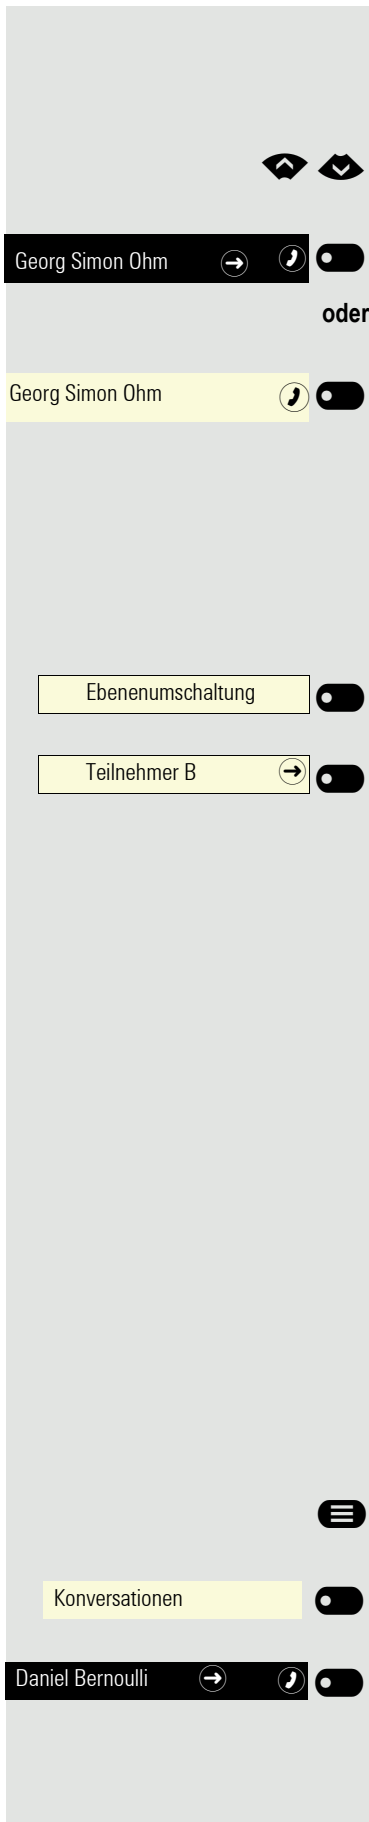 Georg Simon Ohm
oder
Georg Simon Ohm
Ebenenumschaltung
Teilnehmer B
Konversationen
Daniel Bernoulli